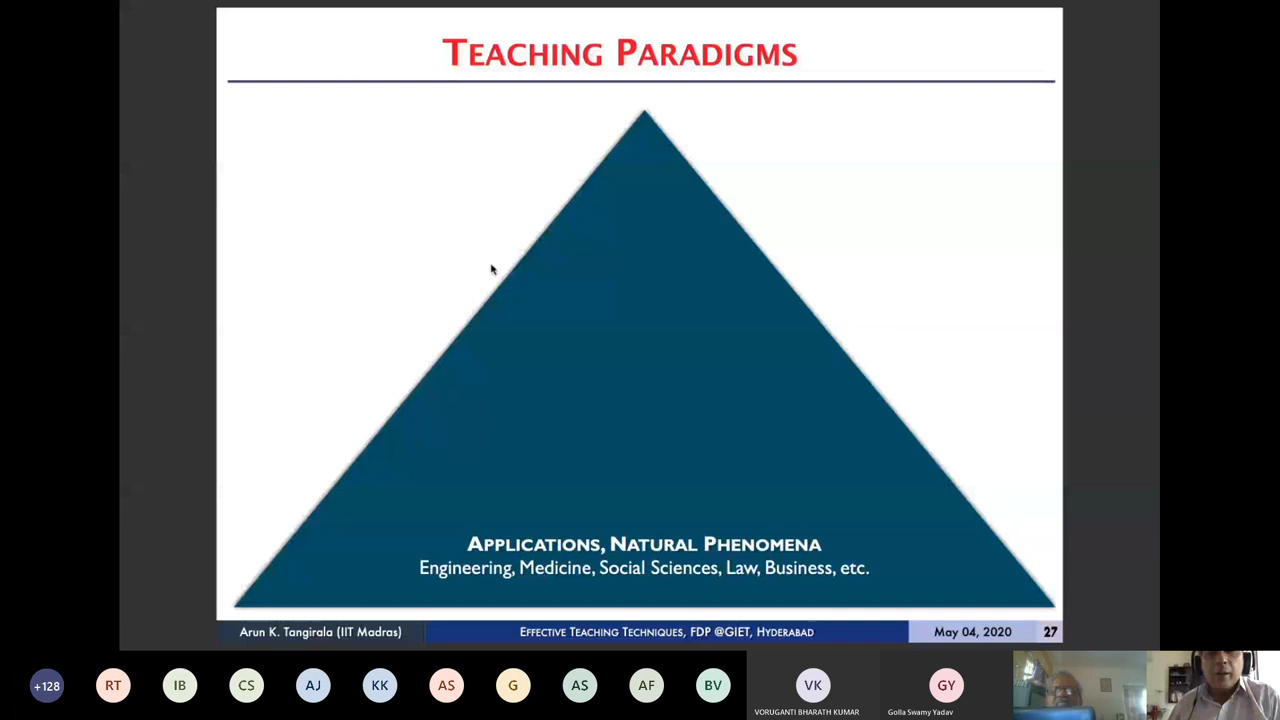 TEACHING PARADIGMS
APPLICATIONS, NATURAL PHENOMENA
Engineering, Medicine, Social Sciences, Law, Business, etc.
Arun K. Tangirala (IIT Madras)
EFFECTIVE TEACHING TECHNIQUES, FDP @GIET, HYDERABAD
May 04, 2020
27
+128
RT
IB
CS
AJ
KK
AS
G
AS
AF
BV
VK
VORUGANTI BHARATH KUMAR
GY
Golla Swamy Yadav